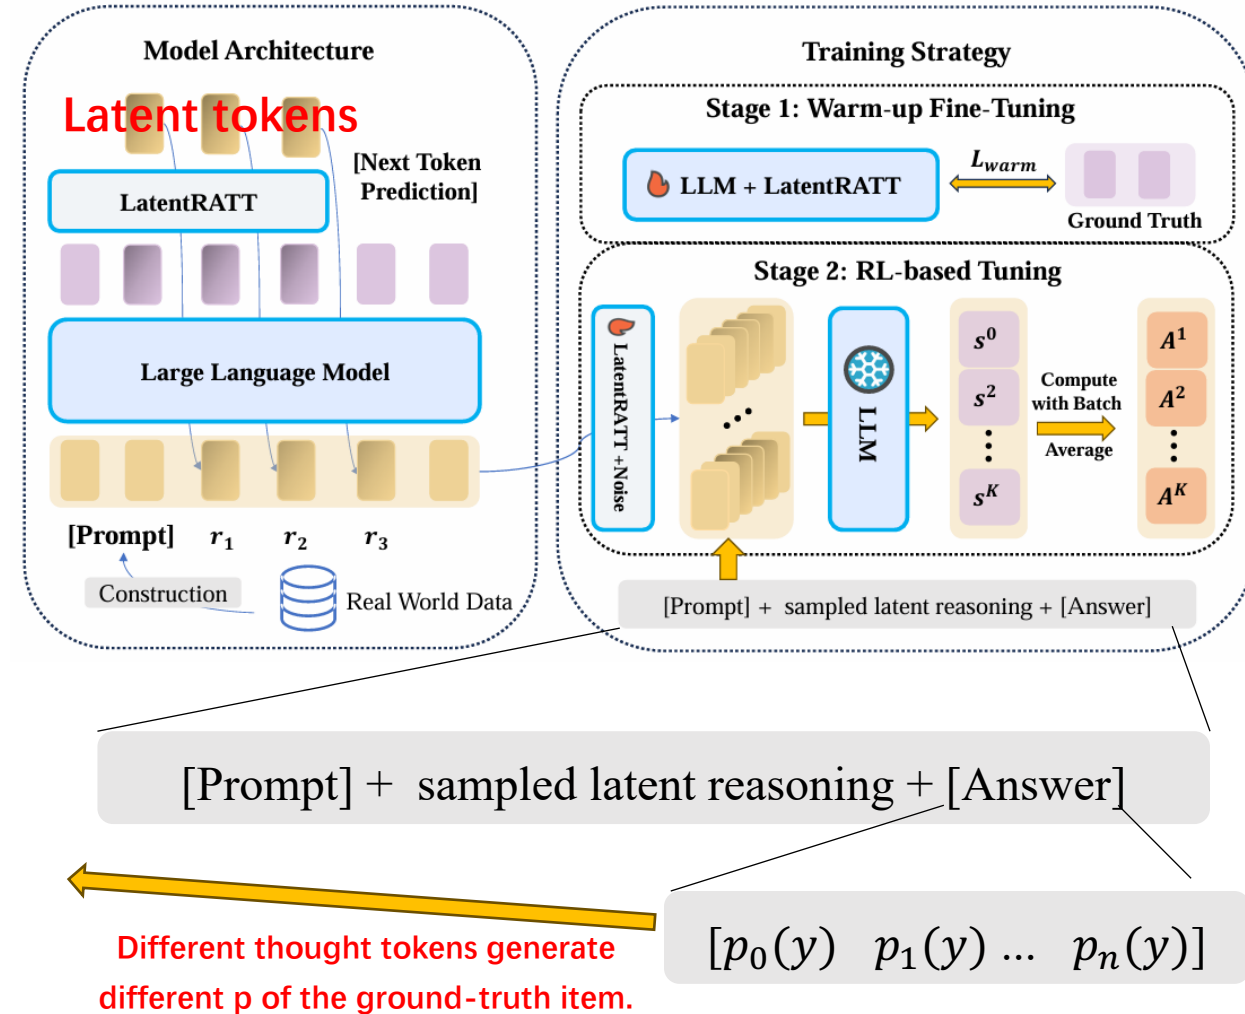 Model Architecture
Latent tokens
[Next Token
Prediction]
LatentRATT
Large Language Model
[Prompt] r₁ r₂ r₃
Construction
Real World Data
Training Strategy
Stage 1: Warm-up Fine-Tuning
LLM + LatentRATT
L_warm
Ground Truth
Stage 2: RL-based Tuning
LatentRATT +Noise
LLM
s⁰
s²
s^K
Compute
with Batch
Average
A¹
A²
A^K
[Prompt] + sampled latent reasoning + [Answer]
[Prompt] + sampled latent reasoning + [Answer]
[p₀(y) p₁(y) ... pₙ(y)]
Different thought tokens generate
different p of the ground-truth item.